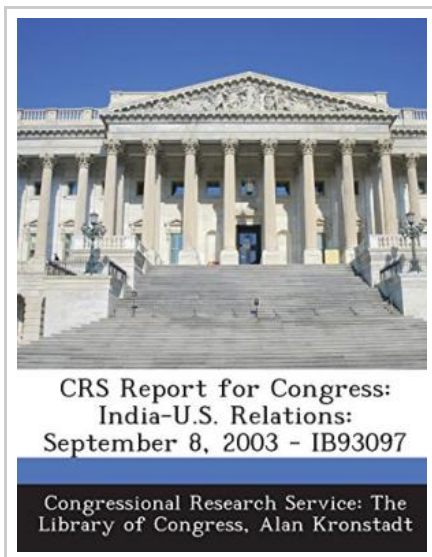 CRS Report for Congress:
India-U.S. Relations:
September 8, 2003 - IB93097
Congressional Research Service: The
Library of Congress, Alan Kronstadt